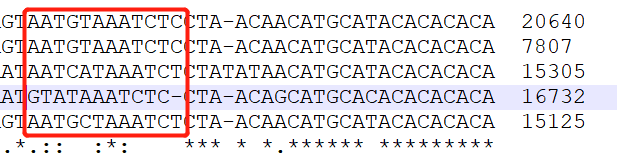 GTAATGTAAATCTCCTA-ACAACATGCATACACACACA 20640
GTAATGTAAATCTCCTA-ACAACATGCATACACACACA 7807
ATAATCATAAATCTCTATATAACATGCATACACACACA 15305
ATGTATAAATCTC-CTA-ACAGCATGCACACACACACA 16732
GTAATGCTAAATCTCTA-ACAACATGCATACACACACA 15125
.*.::  :*:    *** * *.****** *********